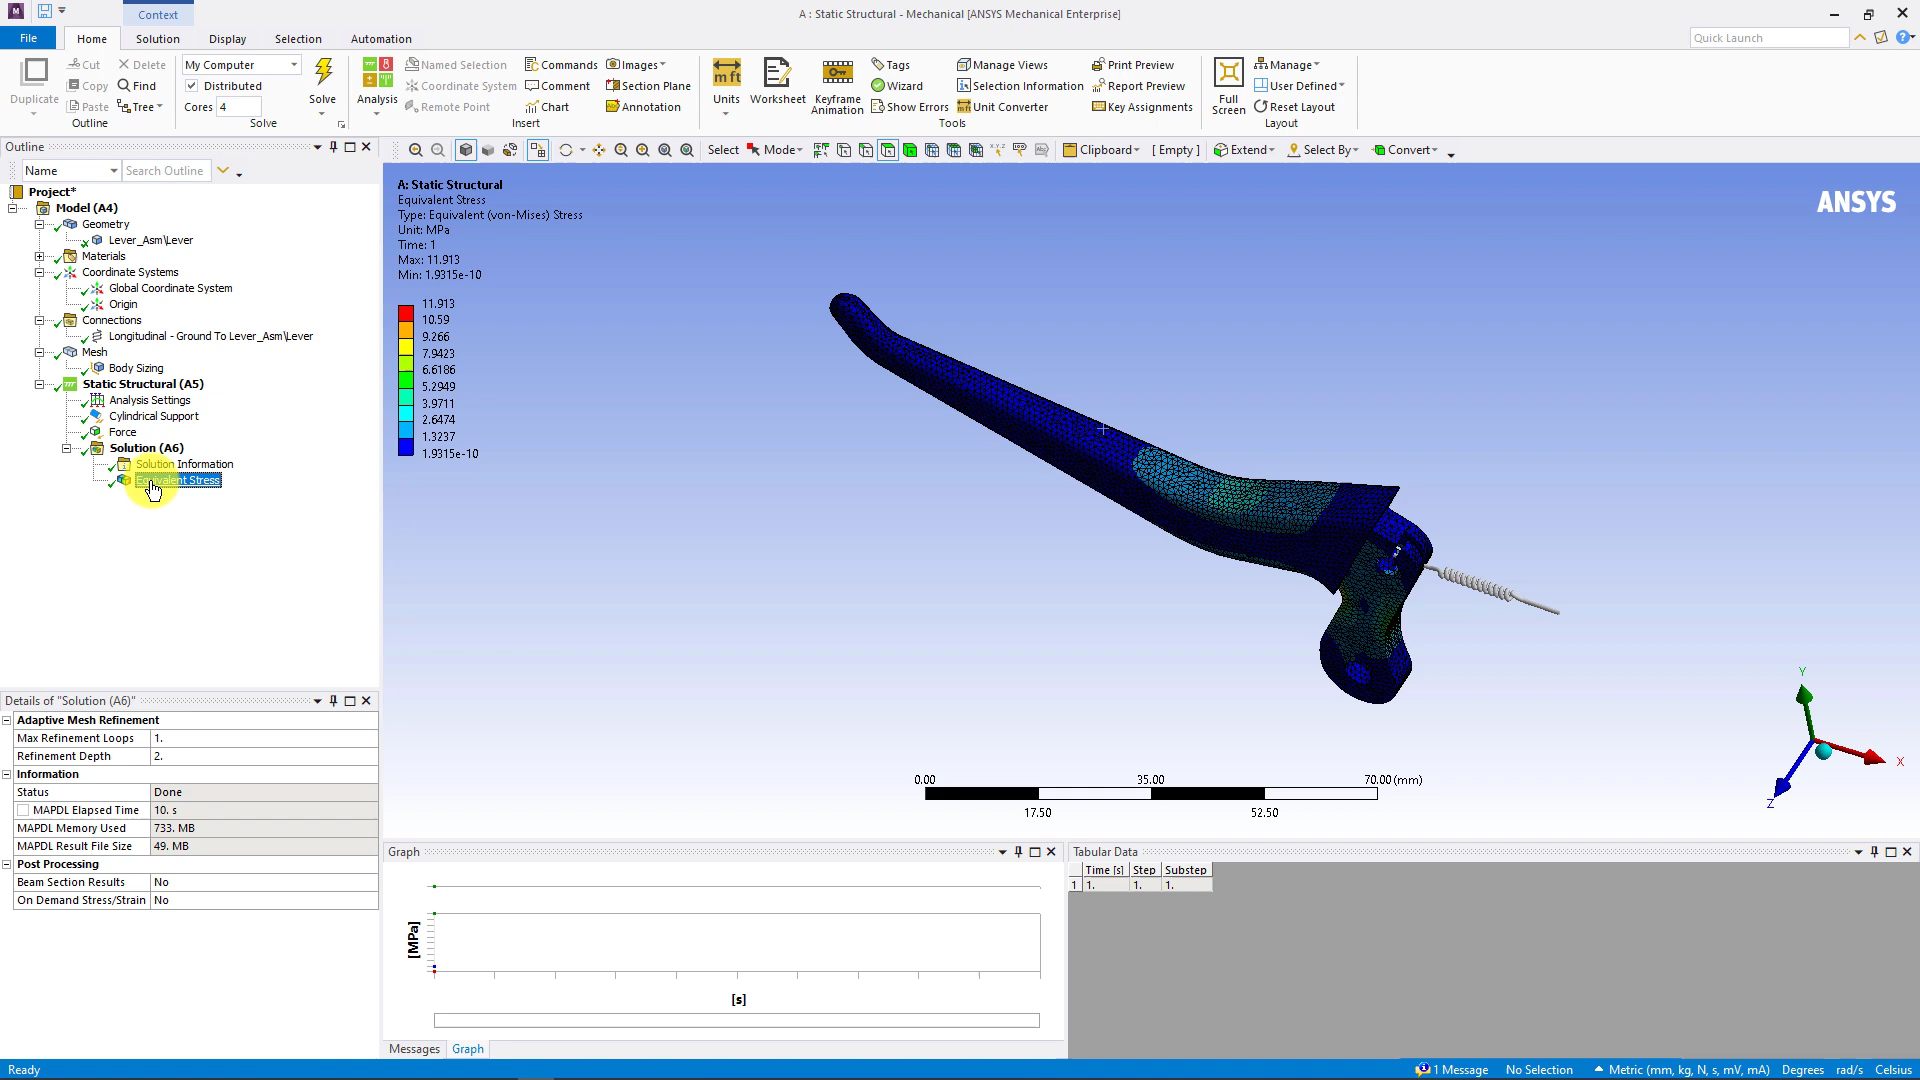 Context
A : Static Structural - Mechanical [ANSYS Mechanical Enterprise]
File Home Solution Display Selection Automation
Quick Launch
Duplicate
Cut
Copy
Paste
Delete
Find
Tree
Outline
My Computer
Distributed
Cores 4
Solve
Solve
Analysis
Named Selection
Coordinate System
Remote Point
Commands
Comment
Chart
Images
Section Plane
Annotation
Insert
Units
Worksheet
Keyframe
Animation
Tags
Wizard
Show Errors
Manage Views
Selection Information
Unit Converter
Print Preview
Report Preview
Key Assignments
Tools
Full
Screen
Manage
User Defined
Reset Layout
Layout
Outline
Name Search Outline
Select Mode Clipboard [ Empty ] Extend Select By Convert
Project*
Model (A4)
Geometry
Lever_Asm\Lever
Materials
Coordinate Systems
Global Coordinate System
Origin
Connections
Longitudinal - Ground To Lever_Asm\Lever
Mesh
Body Sizing
Static Structural (A5)
Analysis Settings
Cylindrical Support
Force
Solution (A6)
Solution Information
Equivalent Stress
A: Static Structural
Equivalent Stress
Type: Equivalent (von-Mises) Stress
Unit: MPa
Time: 1
Max: 11.913
Min: 1.9315e-10
11.913
10.59
9.266
7.9423
6.6186
5.2949
3.9711
2.6474
1.3237
1.9315e-10
ANSYS
Y
X
Z
0.00 35.00 70.00 (mm)
17.50 52.50
Details of "Solution (A6)"
Adaptive Mesh Refinement
Max Refinement Loops 1.
Refinement Depth 2.
Information
Status Done
MAPDL Elapsed Time 10. s
MAPDL Memory Used 733. MB
MAPDL Result File Size 49. MB
Post Processing
Beam Section Results No
On Demand Stress/Strain No
Graph
[MPa]
[s]
Messages Graph
Tabular Data
Time [s] Step Substep
1 1. 1. 1.
Ready
1 Message No Selection Metric (mm, kg, N, s, mV, mA) Degrees rad/s Celsius